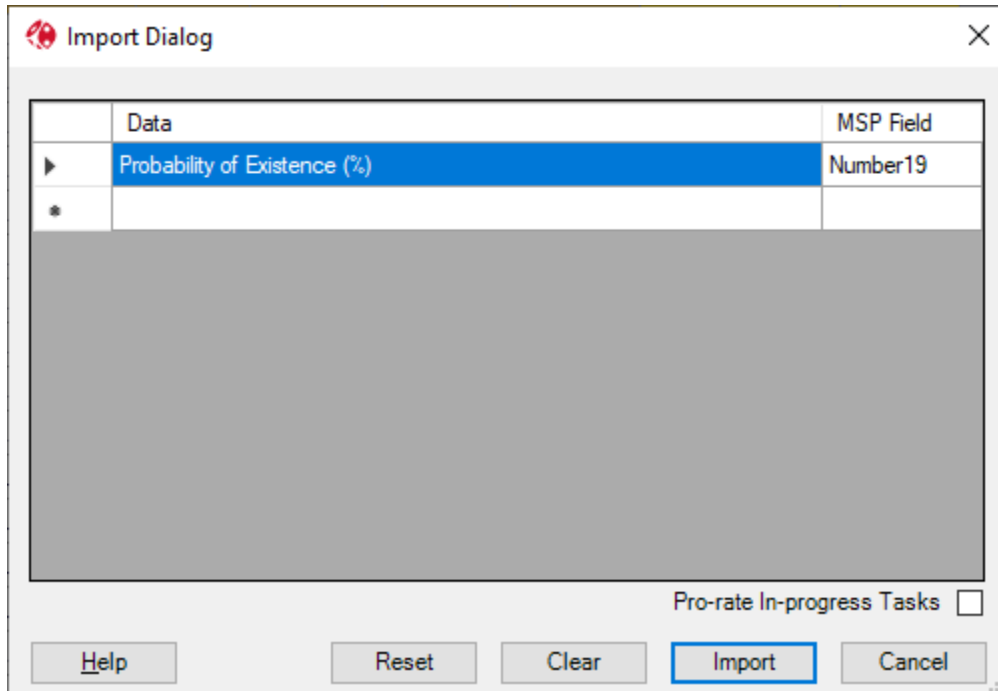 Import Dialog
Data MSP Field
Probability of Existence (%) Number19
Pro-rate In-progress Tasks
Help Reset Clear Import Cancel